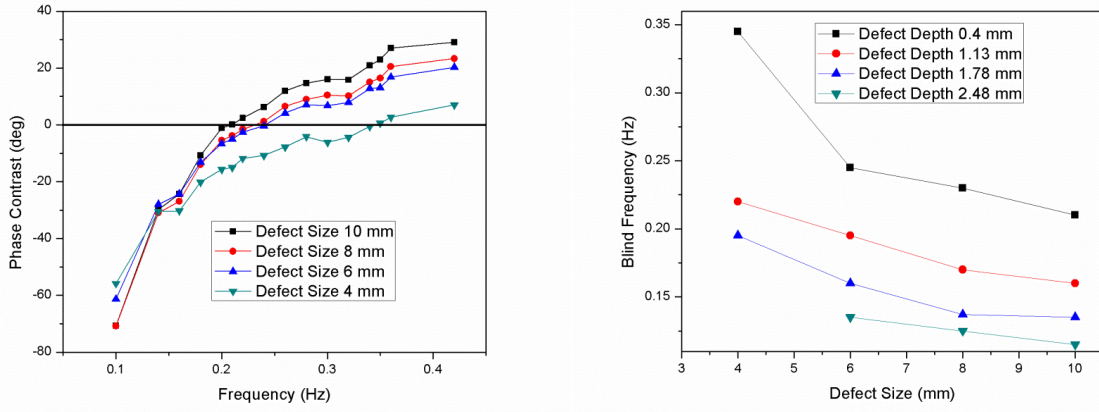 40
20
0
-20
-40
-60
-80
Phase Contrast (deg)
Defect Size 10 mm
Defect Size 8 mm
Defect Size 6 mm
Defect Size 4 mm
0.1
0.2
0.3
0.4
Frequency (Hz)
0.35
0.30
0.25
0.20
0.15
Blind Frequency (Hz)
Defect Depth 0.4 mm
Defect Depth 1.13 mm
Defect Depth 1.78 mm
Defect Depth 2.48 mm
3
4
5
6
7
8
9
10
Defect Size (mm)